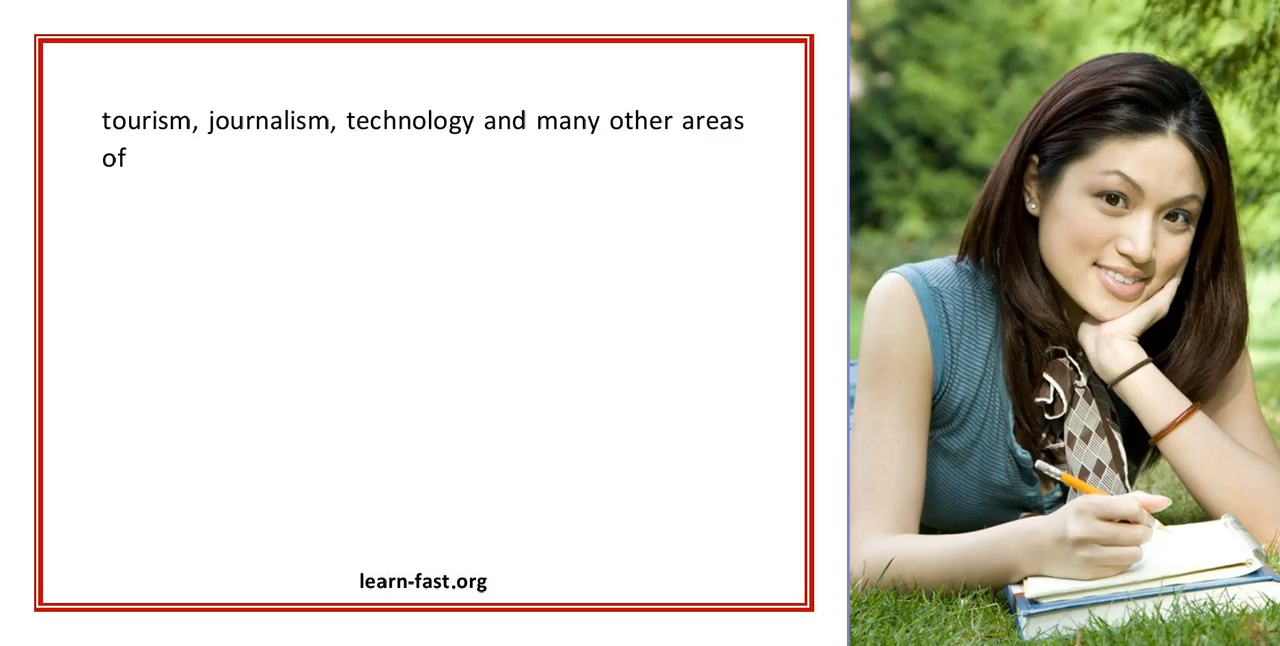 tourism, journalism, technology and many other areas
of
learn-fast.org